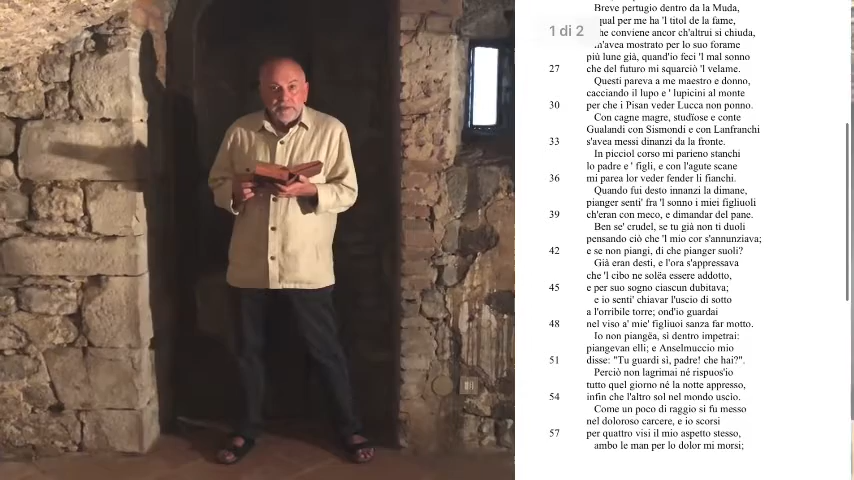 Breve pertugio dentro da la Muda,
qual per me ha 'l titol de la fame,
1 di 2
che conviene ancor ch'altrui si chiuda,
m'avea mostrato per lo suo forame
più lune già, quand'io feci 'l mal sonno
27 che del futuro mi squarciò 'l velame.
Questi pareva a me maestro e donno,
cacciando il lupo e ' lupicini al monte
30 per che i Pisan veder Lucca non ponno.
Con cagne magre, studïose e conte
Gualandi con Sismondi e con Lanfranchi
33 s'avea messi dinanzi da la fronte.
In picciol corso mi parieno stanchi
lo padre e ' figli, e con l'agute scane
36 mi parea lor veder fender li fianchi.
Quando fui desto innanzi la dimane,
pianger senti' fra 'l sonno i miei figliuoli
39 ch'eran con meco, e dimandar del pane.
Ben se' crudel, se tu già non ti duoli
pensando ciò che 'l mio cor s'annunziava;
42 e se non piangi, di che pianger suoli?
Già eran desti, e l'ora s'appressava
che 'l cibo ne solëa essere addotto,
45 e per suo sogno ciascun dubitava;
e io senti' chiavar l'uscio di sotto
a l'orribile torre; ond'io guardai
48 nel viso a' mie' figliuoi sanza far motto.
Io non piangëa, sì dentro impetrai:
piangevan elli; e Anselmuccio mio
51 disse: "Tu guardi sì, padre! che hai?".
Perciò non lagrimai né rispuos'io
tutto quel giorno né la notte appresso,
54 infin che l'altro sol nel mondo uscìo.
Come un poco di raggio si fu messo
nel doloroso carcere, e io scorsi
57 per quattro visi il mio aspetto stesso,
ambo le man per lo dolor mi morsi;